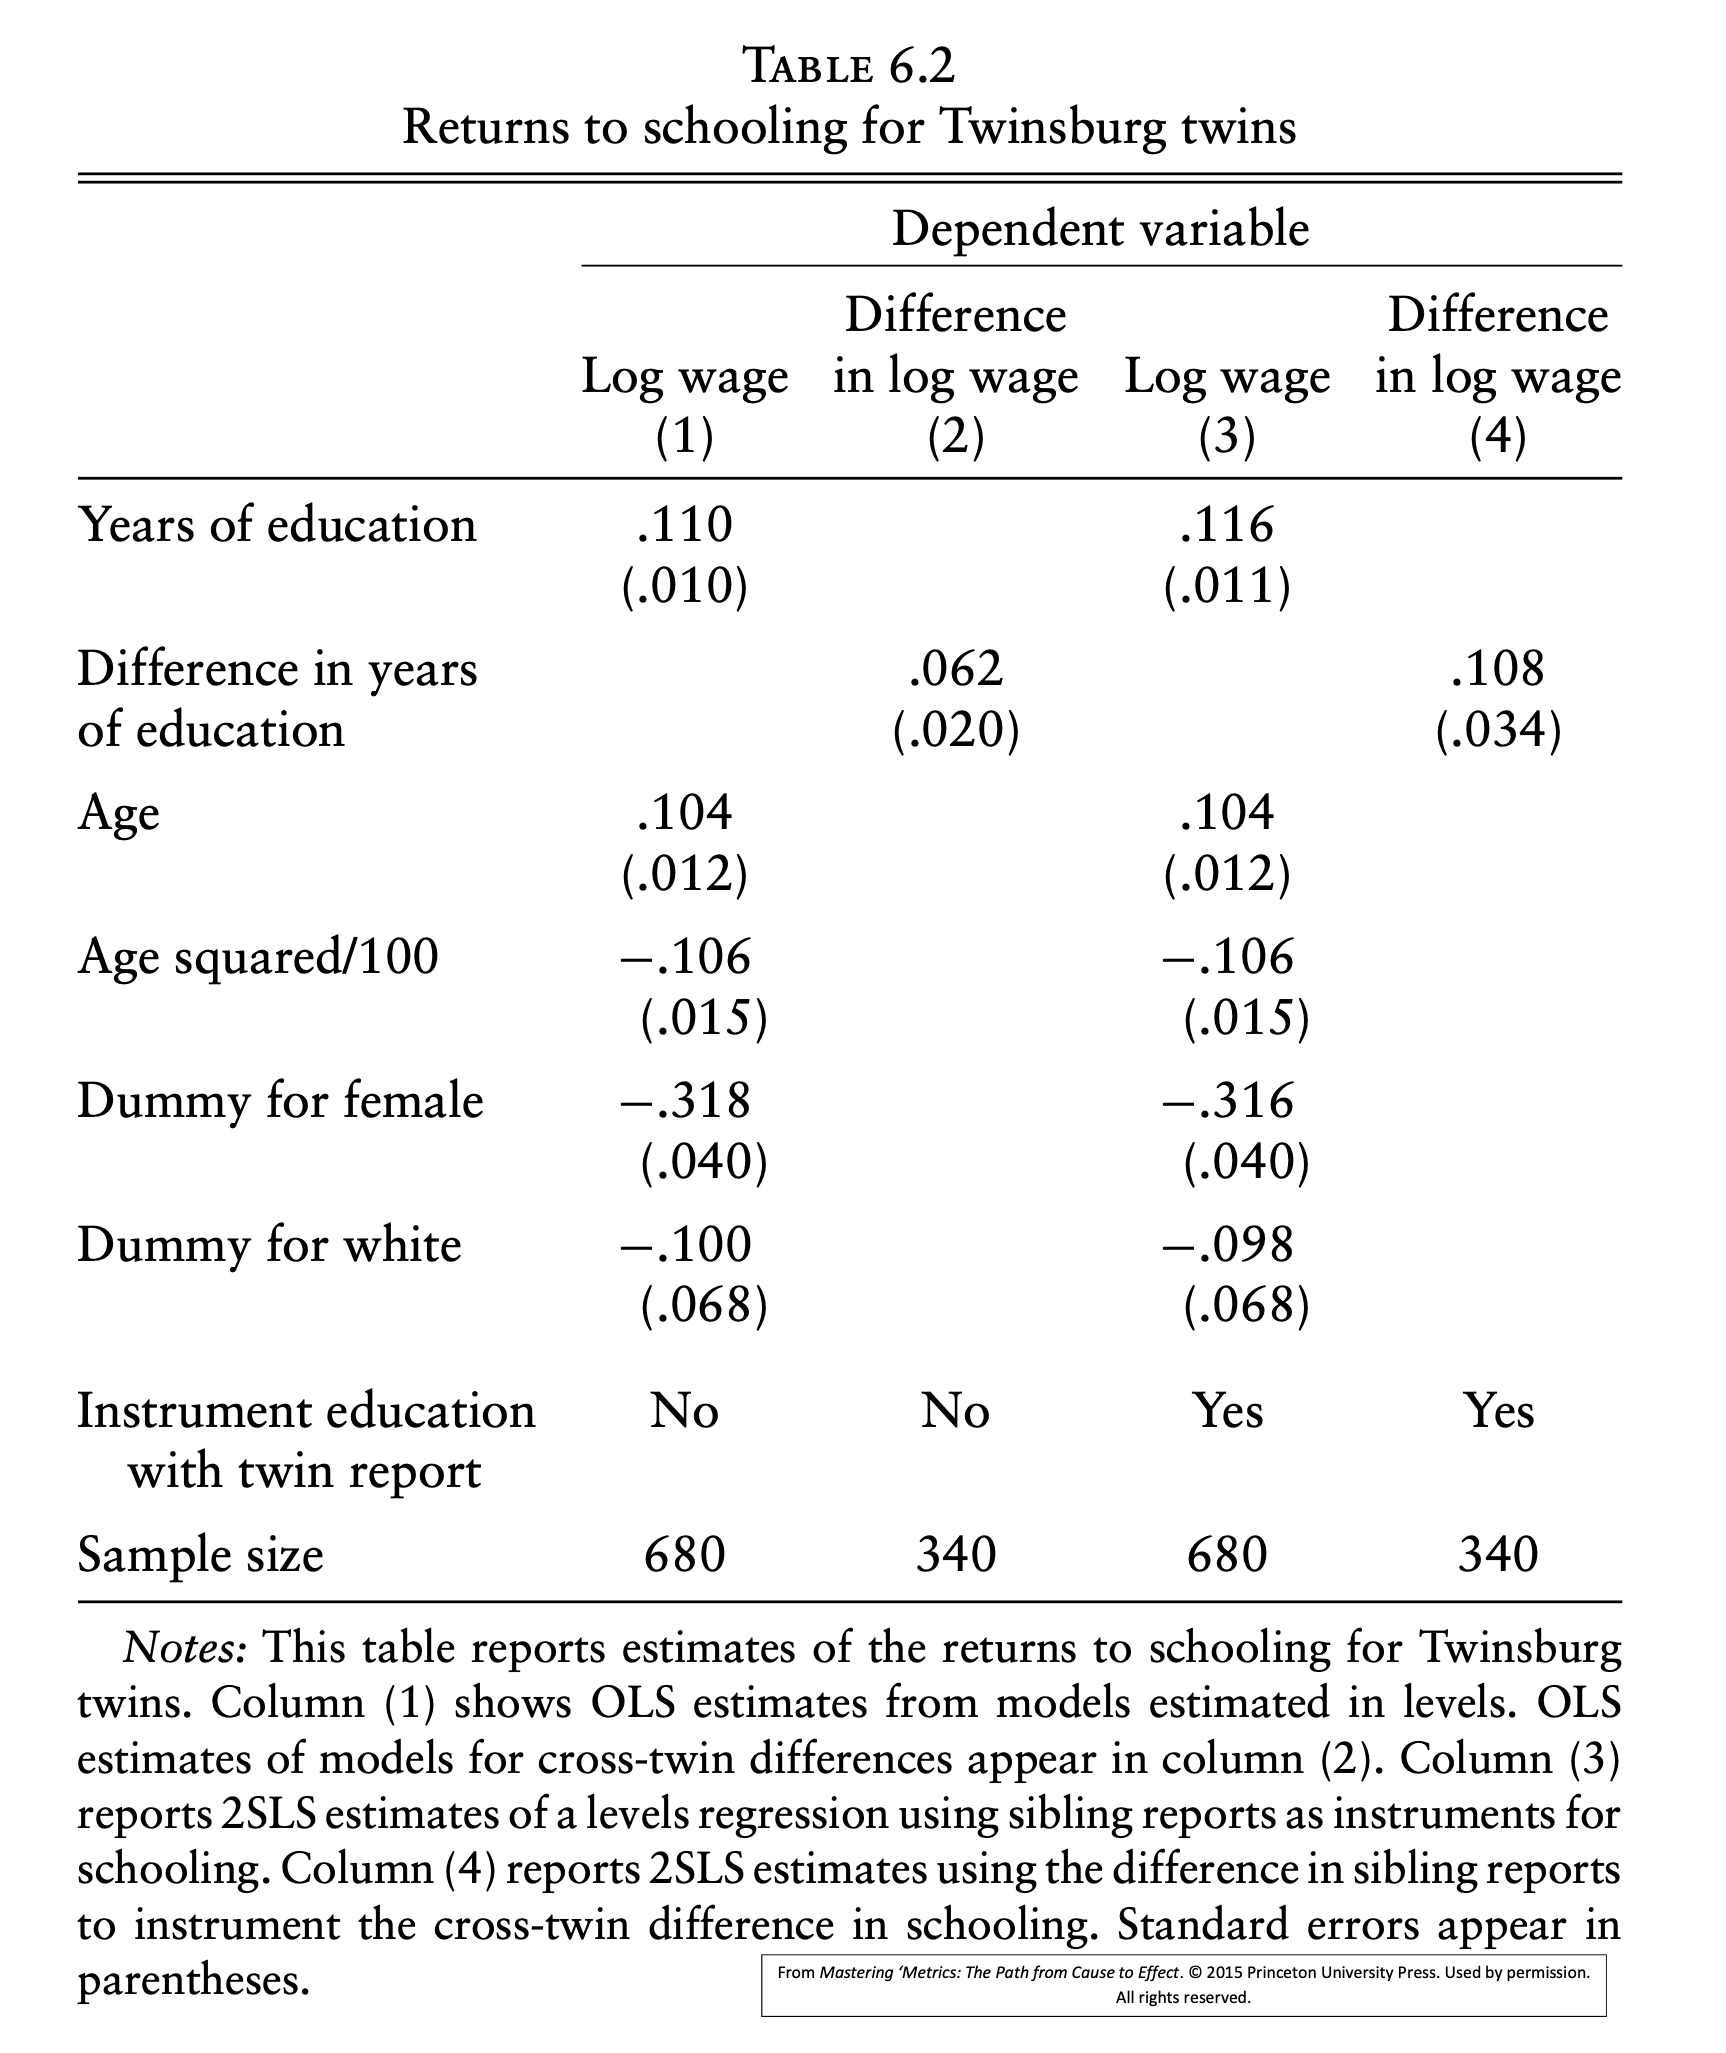 TABLE 6.2
Returns to schooling for Twinsburg twins
Dependent variable
Difference Difference
Log wage in log wage Log wage in log wage
(1) (2) (3) (4)
Years of education .110 .116
(.010) (.011)
Difference in years .062 .108
of education (.020) (.034)
Age .104 .104
(.012) (.012)
Age squared/100 –.106 –.106
(.015) (.015)
Dummy for female –.318 –.316
(.040) (.040)
Dummy for white –.100 –.098
(.068) (.068)
Instrument education No No Yes Yes
with twin report
Sample size 680 340 680 340
Notes: This table reports estimates of the returns to schooling for Twinsburg
twins. Column (1) shows OLS estimates from models estimated in levels. OLS
estimates of models for cross-twin differences appear in column (2). Column (3)
reports 2SLS estimates of a levels regression using sibling reports as instruments for
schooling. Column (4) reports 2SLS estimates using the difference in sibling reports
to instrument the cross-twin difference in schooling. Standard errors appear in
parentheses.
From Mastering ‘Metrics: The Path from Cause to Effect. © 2015 Princeton University Press. Used by permission.
All rights reserved.